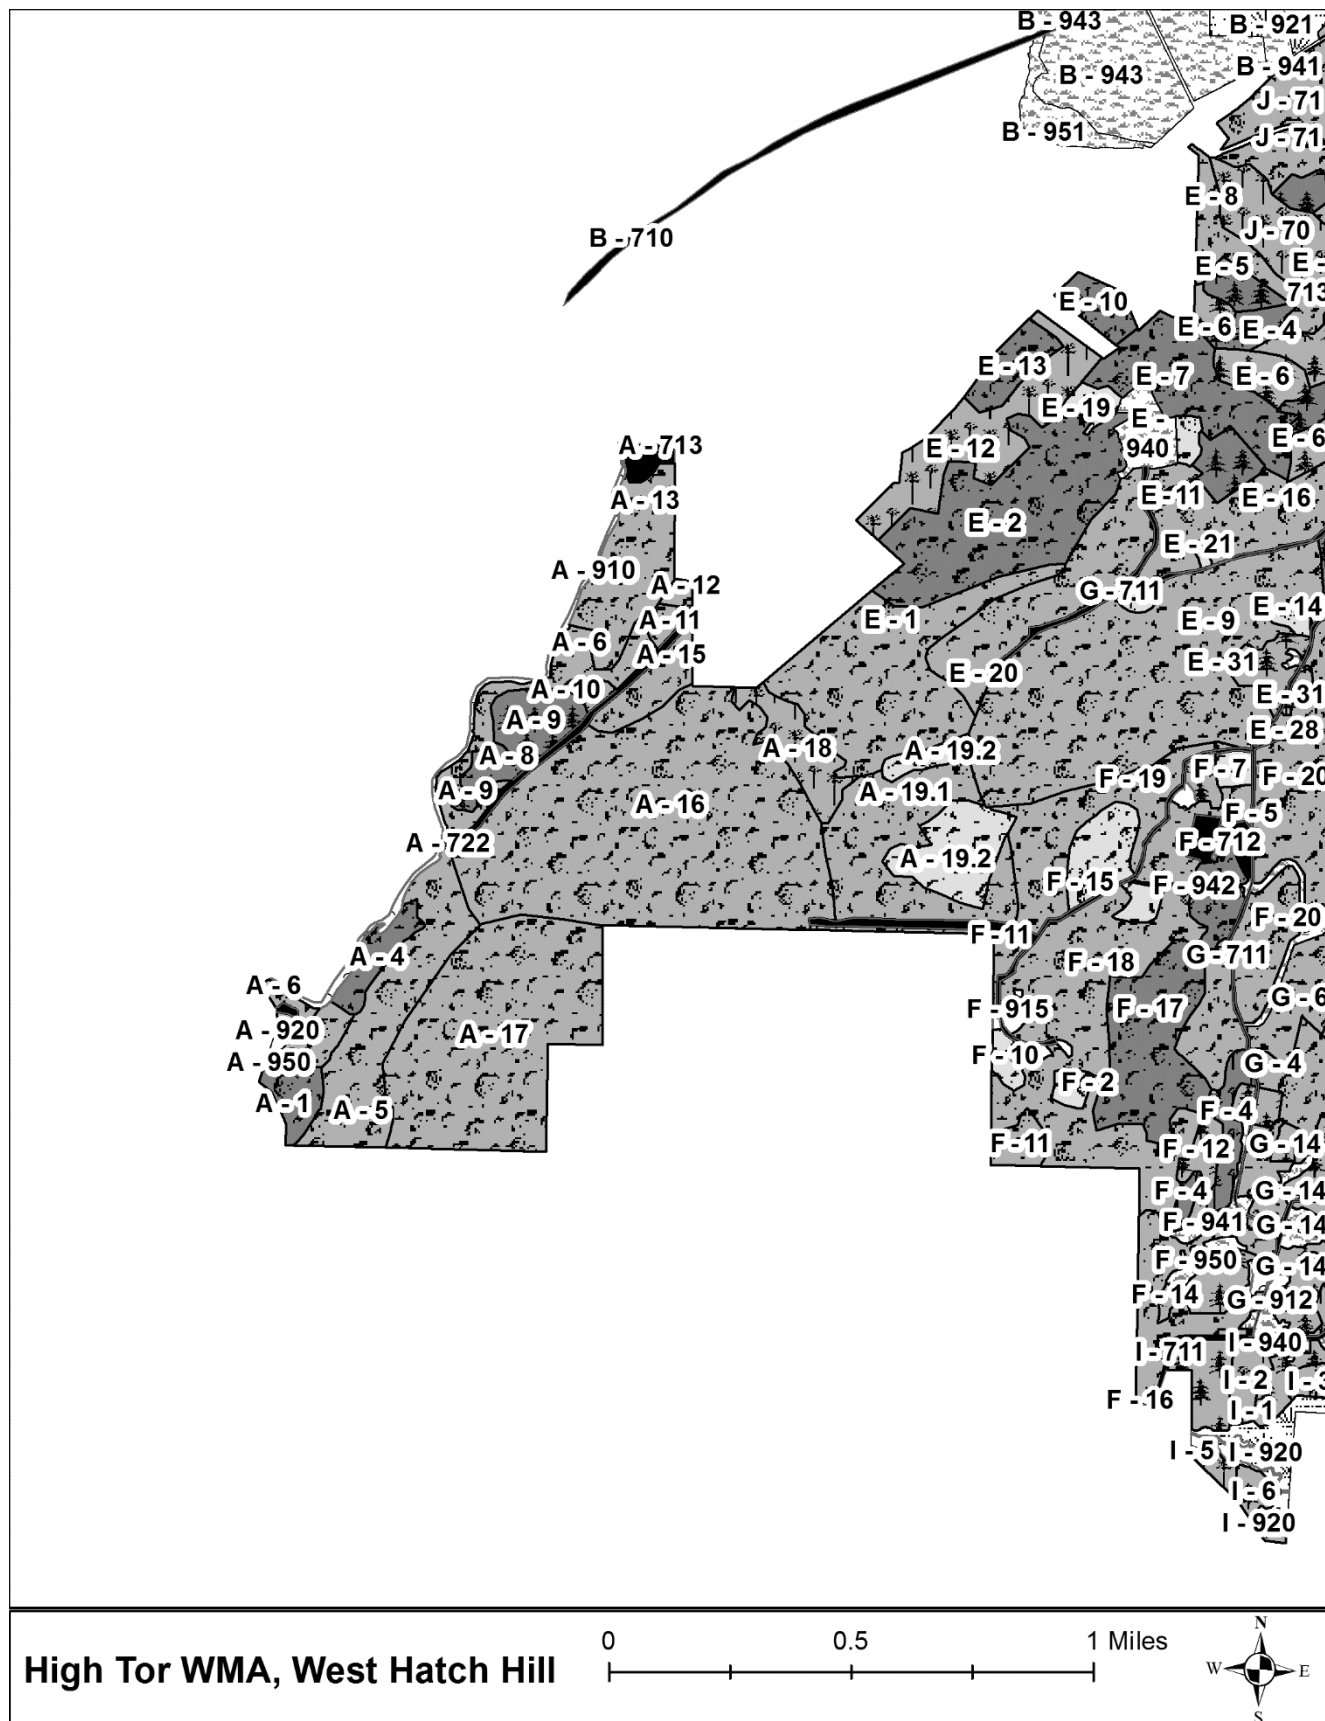 B - 943
B - 921
B - 943
B - 941
J - 71
B - 951
J - 71
E - 8
B - 710
J - 70
E - 5
E -
713
E - 10
E - 6
E - 4
E - 13
E - 7
E - 6
E - 19
E -
940
E - 6
A - 713
E - 12
A - 13
E - 11
E - 16
E - 2
E - 21
A - 910
A - 12
G - 711
E - 14
A - 11
E - 1
E - 9
A - 6
A - 15
E - 31
E - 20
A - 10
E - 31
A - 9
E - 28
A - 8
A - 18
A - 19.2
F - 7
F - 19
F - 20
A - 9
A - 19.1
A - 16
F - 5
A - 722
F - 712
A - 19.2
F - 15
F - 942
F - 20
F - 11
A - 4
F - 18
G - 711
A - 6
G - 6
F - 915
F - 17
A - 920
A - 17
F - 10
A - 950
G - 4
F - 2
A - 1
A - 5
F - 4
F - 11
F - 12
G - 14
F - 4
G - 14
F - 941
G - 14
F - 950
G - 14
F - 14
G - 912
I - 711
I - 940
I - 2
I - 3
F - 16
I - 1
I - 5
I - 920
I - 6
I - 920
High Tor WMA, West Hatch Hill
0
0.5
1 Miles
N
W
E
S